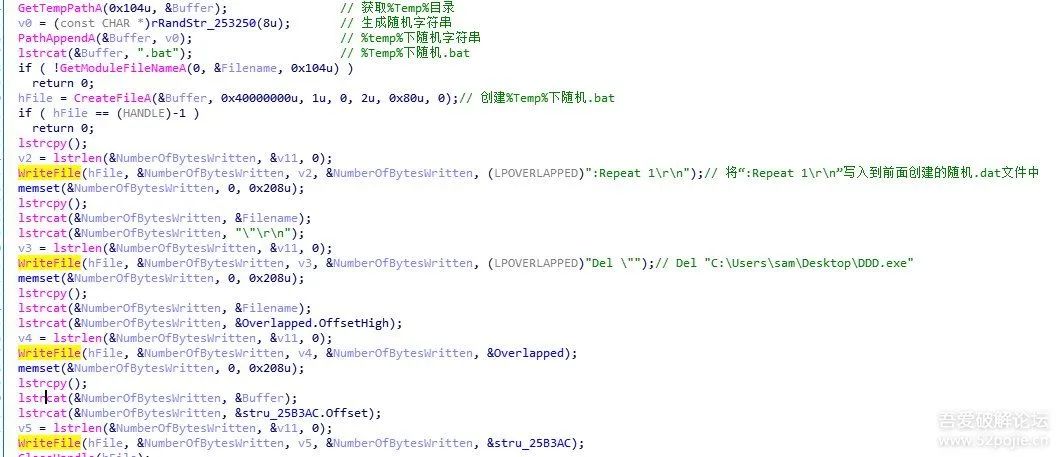 GetTempPathA(0x104u, &Buffer); // 获取%Temp%目录
v0 = (const CHAR *)rRandStr_253250(8u); // 生成随机字符串
PathAppendA(&Buffer, v0); // %temp%下随机字符串
lstrcat(&Buffer, ".bat"); // %Temp%下随机.bat
if ( !GetModuleFileNameA(0, &Filename, 0x104u) )
return 0;
hFile = CreateFileA(&Buffer, 0x40000000u, 1u, 0, 2u, 0x80u, 0);// 创建%Temp%下随机.bat
if ( hFile == (HANDLE)-1 )
return 0;
lstrcpy();
v2 = lstrlen(&NumberOfBytesWritten, &v11, 0);
WriteFile(hFile, &NumberOfBytesWritten, v2, &NumberOfBytesWritten, (LPOVERLAPPED)":Repeat 1\r\n");// 将“:Repeat 1\r\n”写入到前面创建的随机.dat文件中
memset(&NumberOfBytesWritten, 0, 0x208u);
lstrcpy();
lstrcat(&NumberOfBytesWritten, &Filename);
lstrcat(&NumberOfBytesWritten, "\"\r\n");
v3 = lstrlen(&NumberOfBytesWritten, &v11, 0);
WriteFile(hFile, &NumberOfBytesWritten, v3, &NumberOfBytesWritten, (LPOVERLAPPED)"Del \"");// Del "C:\Users\sam\Desktop\DDD.exe"
memset(&NumberOfBytesWritten, 0, 0x208u);
lstrcpy();
lstrcat(&NumberOfBytesWritten, &Filename);
lstrcat(&NumberOfBytesWritten, &Overlapped.OffsetHigh);
v4 = lstrlen(&NumberOfBytesWritten, &v11, 0);
WriteFile(hFile, &NumberOfBytesWritten, v4, &NumberOfBytesWritten, &Overlapped);
memset(&NumberOfBytesWritten, 0, 0x208u);
lstrcpy();
lstrcat(&NumberOfBytesWritten, &Buffer);
lstrcat(&NumberOfBytesWritten, &stru_25B3AC.Offset);
v5 = lstrlen(&NumberOfBytesWritten, &v11, 0);
WriteFile(hFile, &NumberOfBytesWritten, v5, &NumberOfBytesWritten, &stru_25B3AC);
CloseHandle(hFile);
吾爱破解论坛
www.52pojie.cn